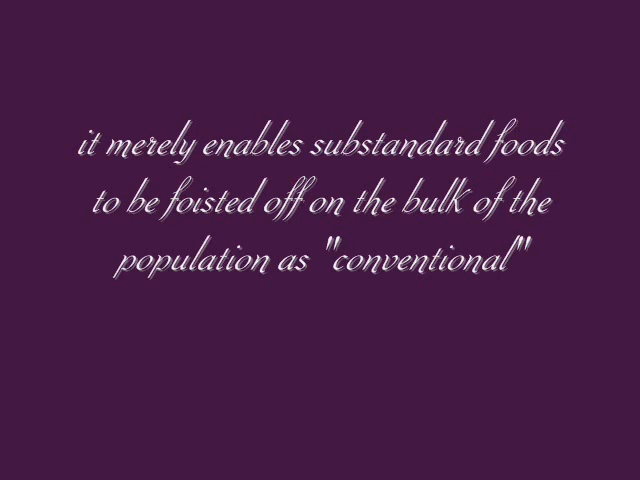 it merely enables substandard foods
to be foisted off on the bulk of the
population as "conventional"